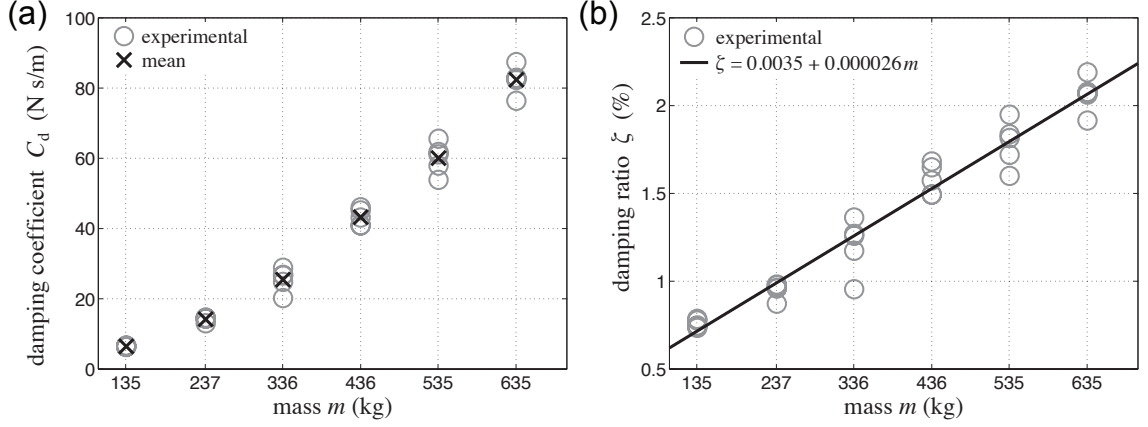 (a)
100
80
60
40
20
0
damping coefficient C_d (N s/m)
experimental
mean
135 237 336 436 535 635
mass m (kg)
(b)
2.5
2.0
1.5
1
0.5
damping ratio ζ (%)
experimental
ζ = 0.0035 + 0.000026m
135 237 336 436 535 635
mass m (kg)